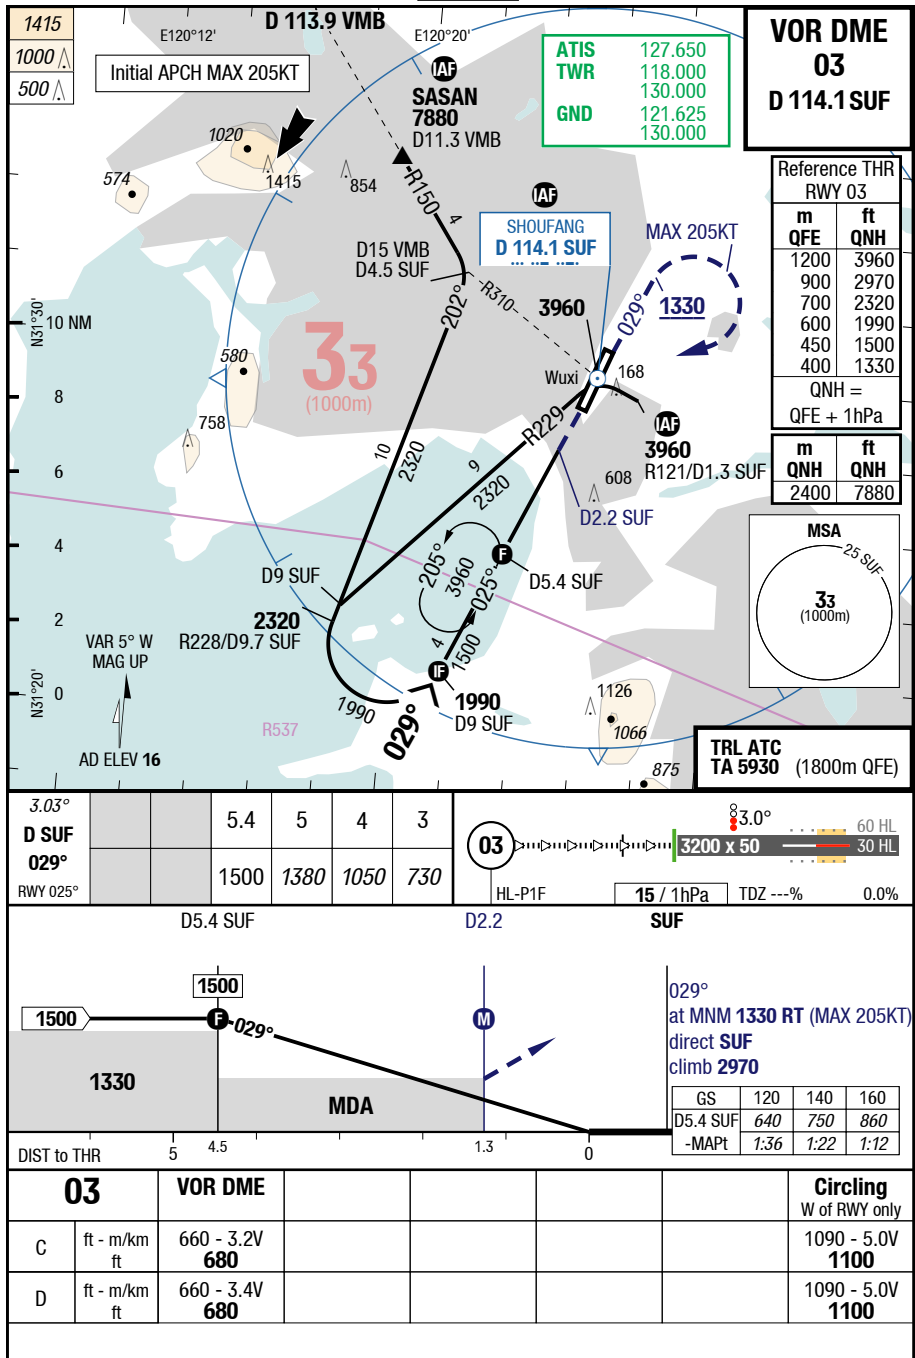 1415
1000
500
E120°12'
D 113.9 VMB
E120°20'
Initial APCH MAX 205KT
IAF
SASAN
7880
D11.3 VMB
ATIS 127.650
TWR 118.000
130.000
GND 121.625
130.000
VOR DME
03
D 114.1 SUF
1020
574
1415
854
R150
4
IAF
SHOUFANG
D 114.1 SUF
MAX 205KT
D15 VMB
D4.5 SUF
R310
202°
3960
029°
1330
Reference THR
RWY 03
m ft
QFE QNH
1200 3960
900 2970
700 2320
600 1990
450 1500
400 1330
QNH =
QFE + 1hPa
m ft
QNH QNH
2400 7880
N31°30'
10 NM
33
(1000m)
580
Wuxi
168
8
758
R229
IAF
3960
R121/D1.3 SUF
10
2320
9
2320
6
608
D2.2 SUF
MSA
25 SUF
33
(1000m)
4
205°
3960
025°
F
D5.4 SUF
D9 SUF
2320
R228/D9.7 SUF
2
4
1500
VAR 5° W
MAG UP
N31°20'
0
IF
1990
D9 SUF
1990
029°
R537
1126
1066
875
AD ELEV 16
TRL ATC
TA 5930 (1800m QFE)
3.03°
D SUF
029°
RWY 025°
5.4 5 4 3
1500 1380 1050 730
03
3.0°
3200 x 50
60 HL
30 HL
HL-P1F
15 / 1hPa
TDZ ---%
0.0%
D5.4 SUF
D2.2
SUF
1500
1500
F
029°
M
1330
MDA
029°
at MNM 1330 RT (MAX 205KT)
direct SUF
climb 2970
GS 120 140 160
D5.4 SUF 640 750 860
-MAPt 1:36 1:22 1:12
DIST to THR
5
4.5
1.3
0
03 VOR DME Circling
W of RWY only
C ft - m/km 660 - 3.2V 1090 - 5.0V
ft 680 1100
D ft - m/km 660 - 3.4V 1090 - 5.0V
ft 680 1100